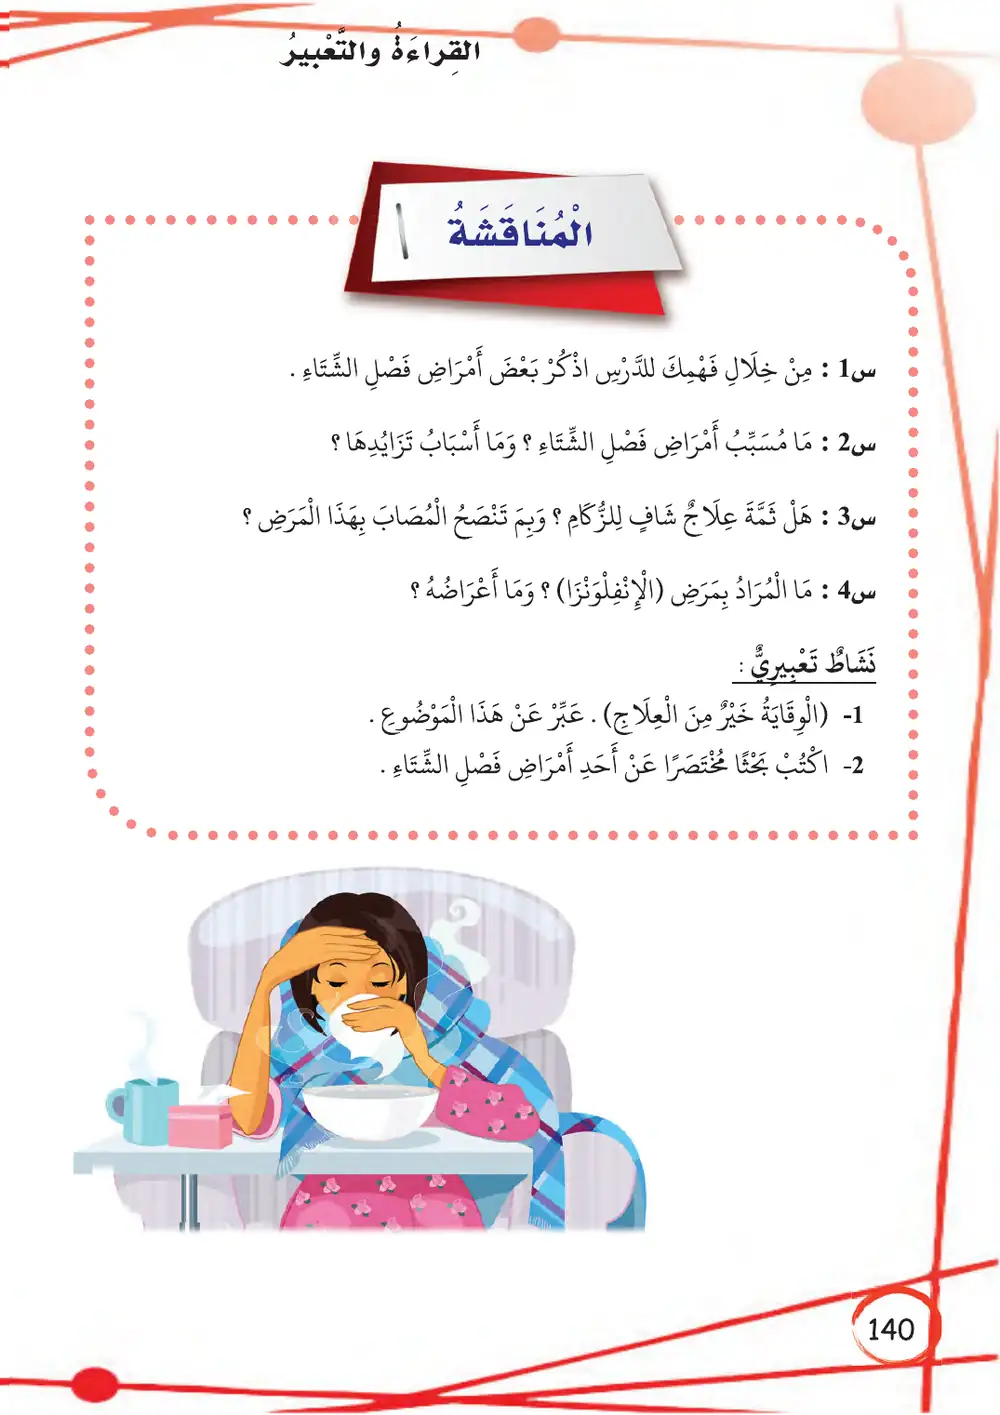 القِراءَةُ والتَّعْبيرُ
الْمُنَاقَشَةُ
س1 : مِنْ خِلَالِ فَهْمِكَ للدَّرْسِ اذْكُرْ بَعْضَ أَمْرَاضِ فَصْلِ الشِّتَاءِ .
س2 : مَا مُسَبِّبُ أَمْرَاضِ فَصْلِ الشِّتَاءِ ؟ وَمَا أَسْبَابُ تَزَايُدِهَا ؟
س3 : هَلْ ثَمَّةَ عِلَاجٌ شَافٍ لِلزُّكَامِ ؟ وَبِمَ تَنْصَحُ الْمُصَابَ بِهَذَا الْمَرَضِ ؟
س4 : مَا الْمُرَادُ بِمَرَضِ (الْإِنْفِلْوَنْزَا) ؟ وَمَا أَعْرَاضُهُ ؟
نَشَاطٌ تَعْبِيرِيٌّ :
1- (الْوِقَايَةُ خَيْرٌ مِنَ الْعِلَاجِ) . عَبِّرْ عَنْ هَذَا الْمَوْضُوعِ .
2- اكْتُبْ بَحْثًا مُخْتَصَرًا عَنْ أَحَدِ أَمْرَاضِ فَصْلِ الشِّتَاءِ .
140